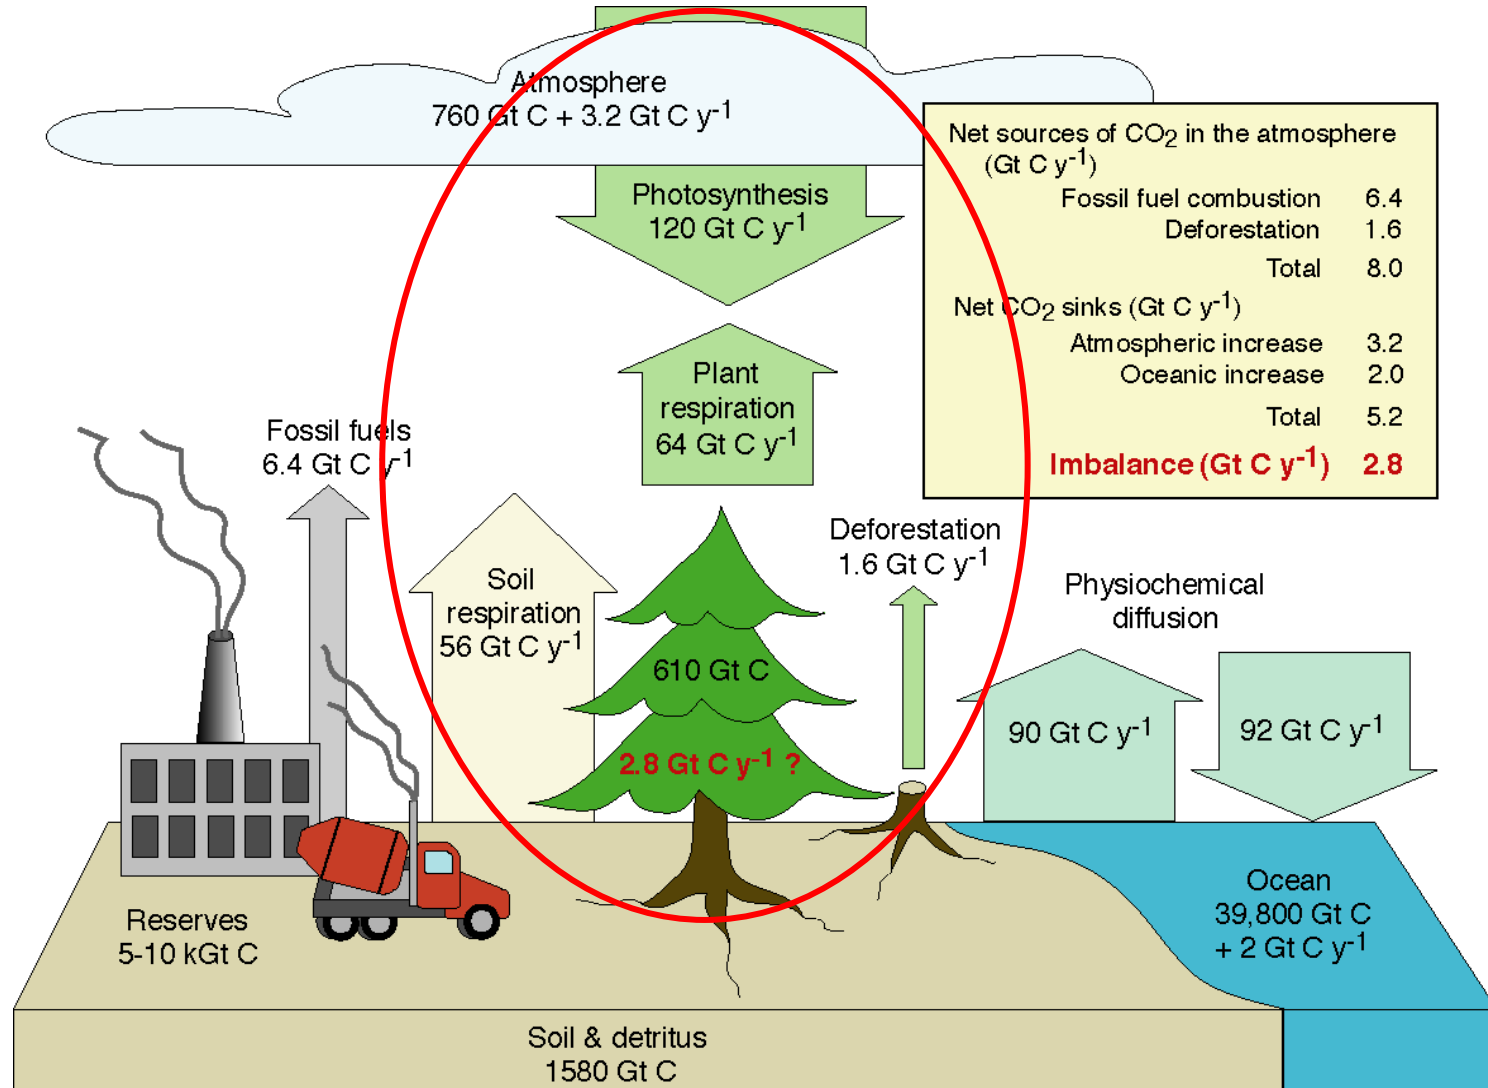 Atmosphere
760 Gt C + 3.2 Gt C y-1
Photosynthesis
120 Gt C y-1
Plant
respiration
64 Gt C y-1
Fossil fuels
6.4 Gt C y-1
Soil
respiration
56 Gt C y-1
610 Gt C
2.8 Gt C y-1 ?
Deforestation
1.6 Gt C y-1
Net sources of CO2 in the atmosphere
(Gt C y-1)
Fossil fuel combustion 6.4
Deforestation 1.6
Total 8.0
Net CO2 sinks (Gt C y-1)
Atmospheric increase 3.2
Oceanic increase 2.0
Total 5.2
Imbalance (Gt C y-1) 2.8
Physiochemical
diffusion
90 Gt C y-1
92 Gt C y-1
Reserves
5-10 kGt C
Ocean
39,800 Gt C
+ 2 Gt C y-1
Soil & detritus
1580 Gt C